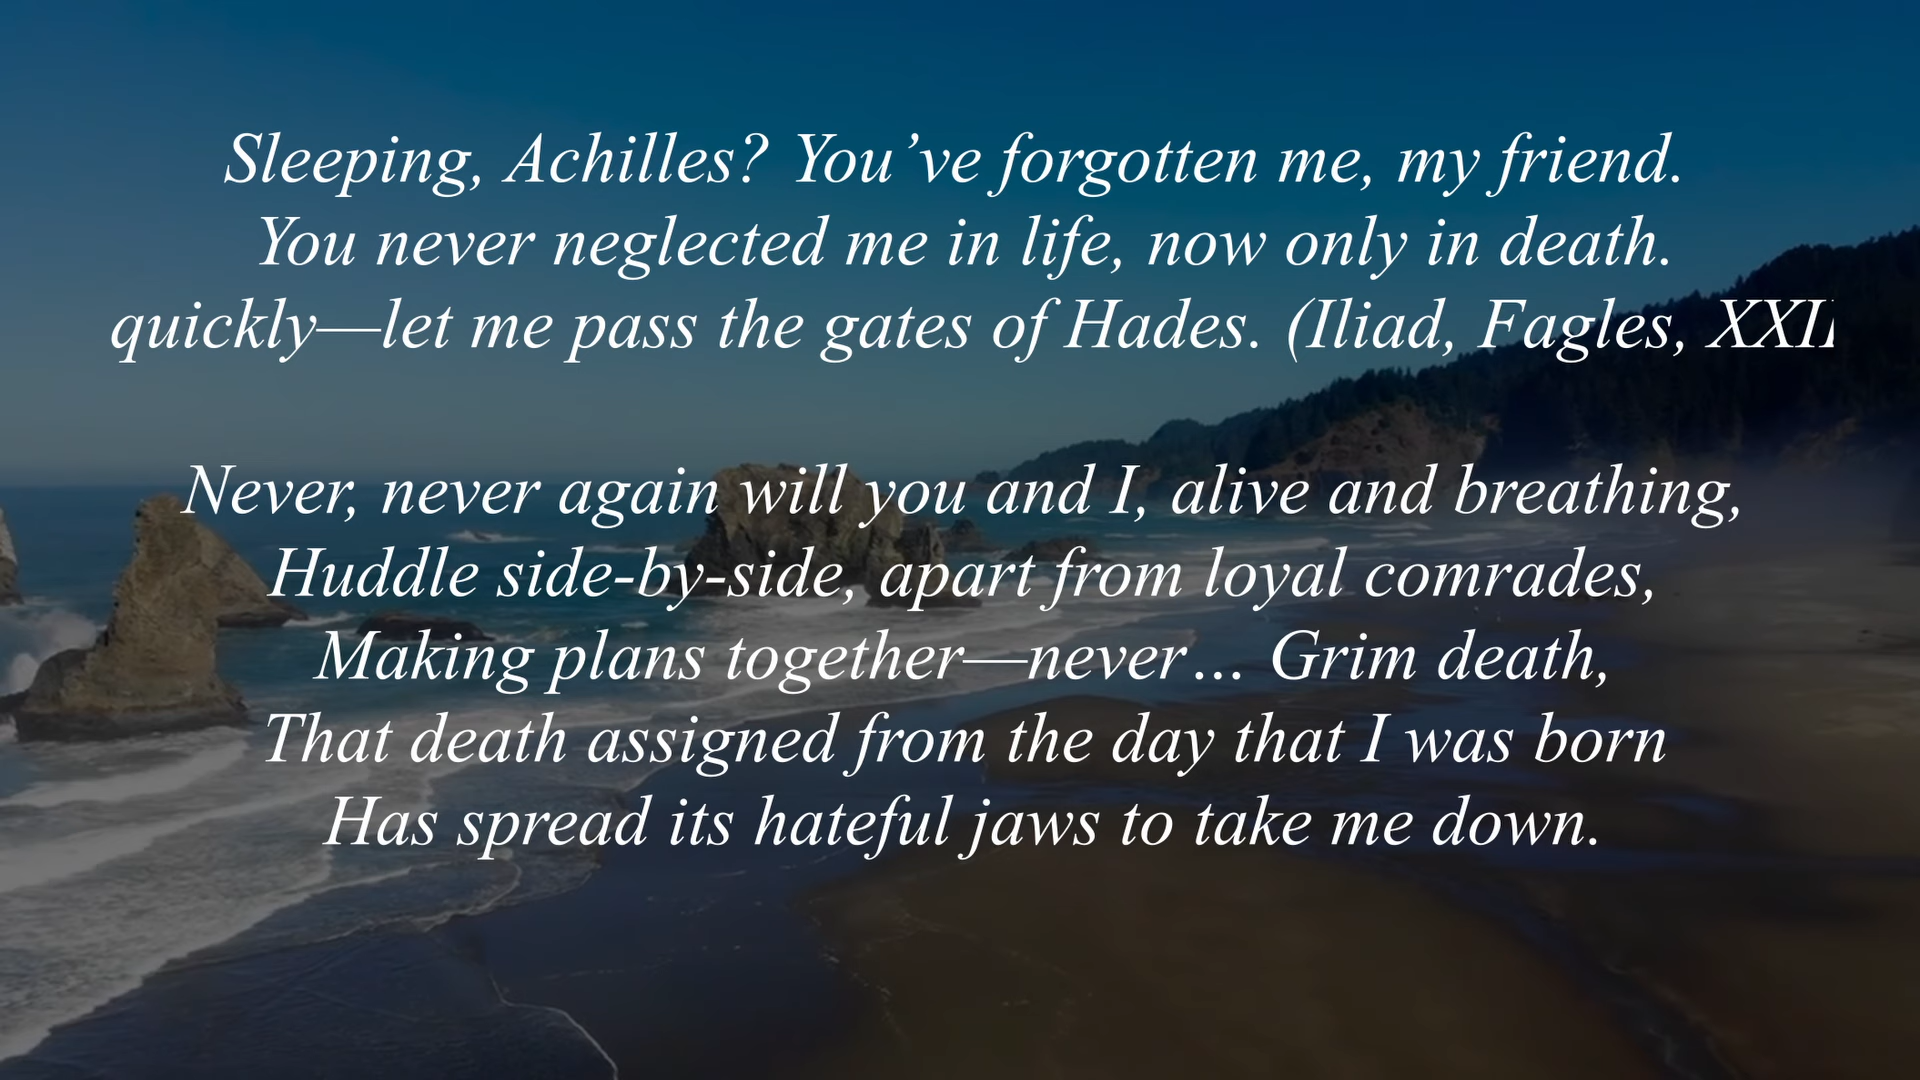 Sleeping, Achilles? You’ve forgotten me, my friend.
You never neglected me in life, now only in death.
quickly—let me pass the gates of Hades. (Iliad, Fagles,
Never, never again will you and I, alive and breathing,
Huddle side-by-side, apart from loyal comrades,
Making plans together—never… Grim death,
That death assigned from the day that I was born
Has spread its hateful jaws to take me down.